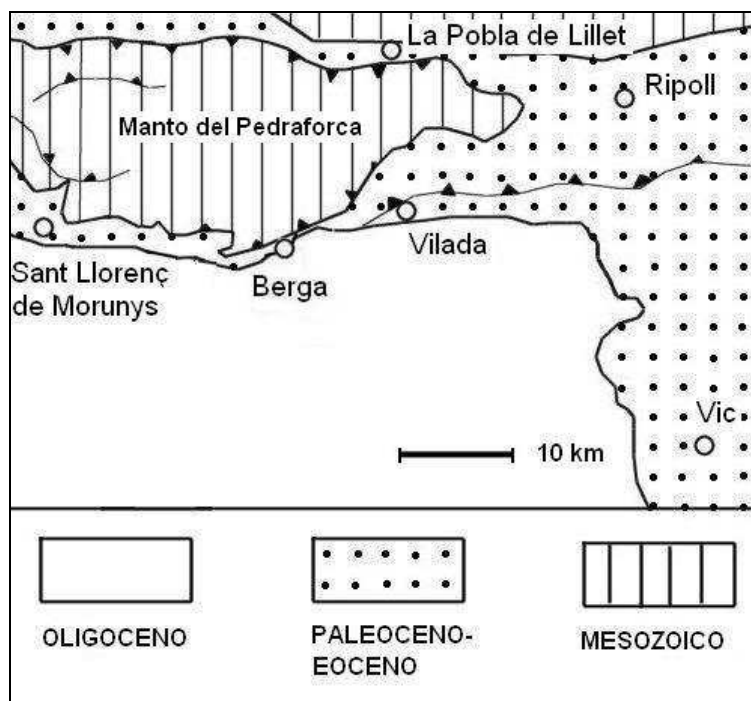 La Pobla de Lillet
Ripoll
Manto del Pedraforca
Sant Llorenç
de Morunys
Berga
Vilada
Vic
10 km
OLIGOCENO
PALEOCENO-
EOCENO
MESOZOICO